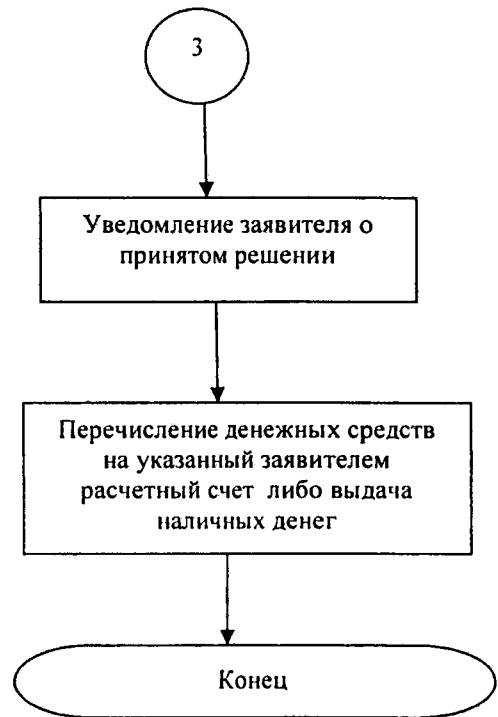 3
Уведомление заявителя о
принятом решении
Перечисление денежных средств
на указанный заявителем
расчетный счет либо выдача
наличных денег
Конец